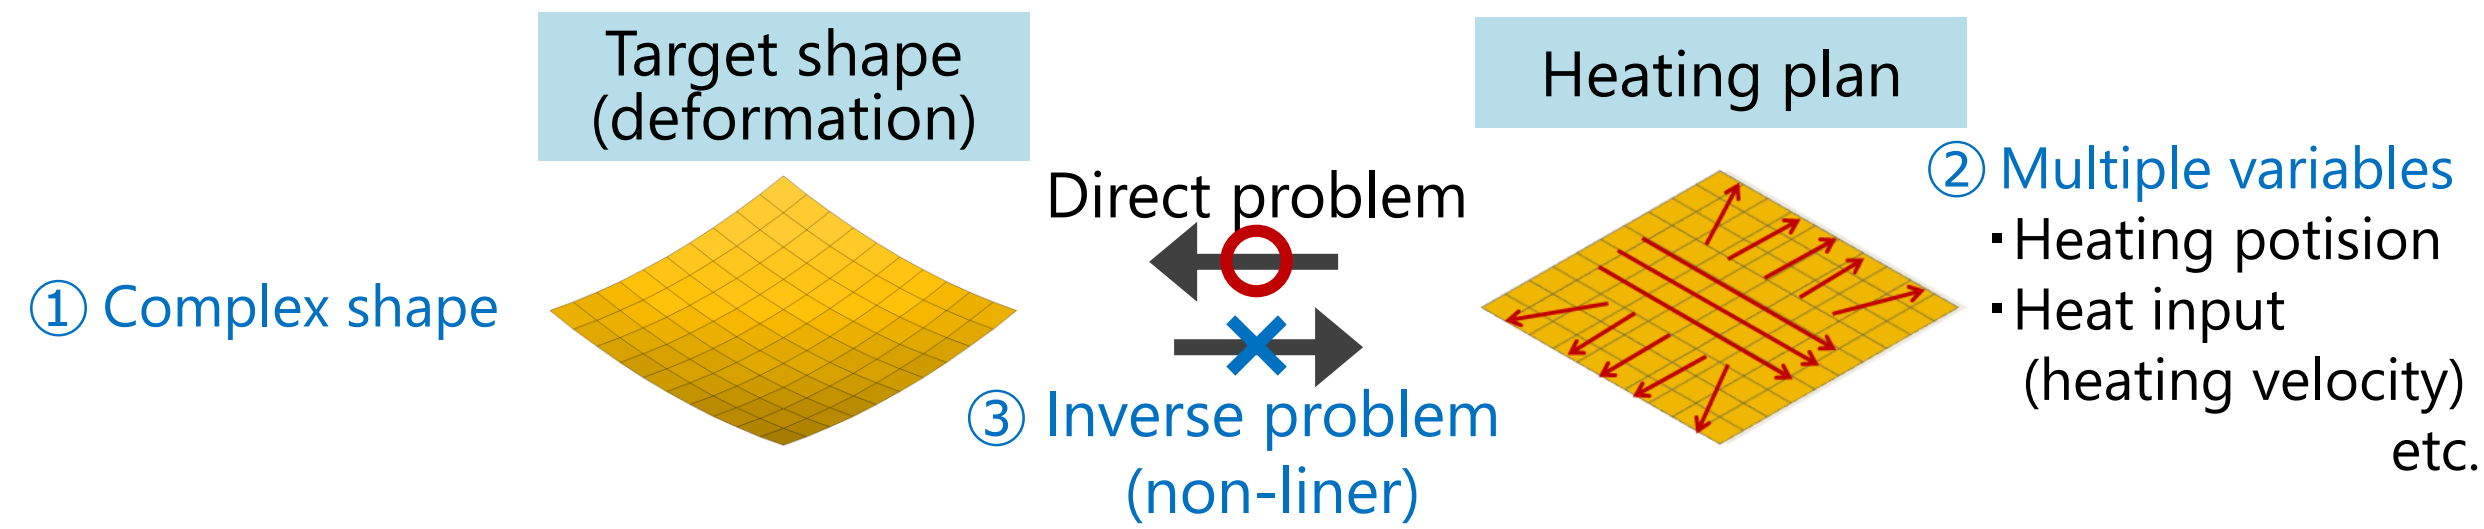 Target shape
(deformation)
Heating plan
Direct problem
① Complex shape
② Multiple variables
・Heating potision
・Heat input
(heating velocity)
etc.
③ Inverse problem
(non-liner)